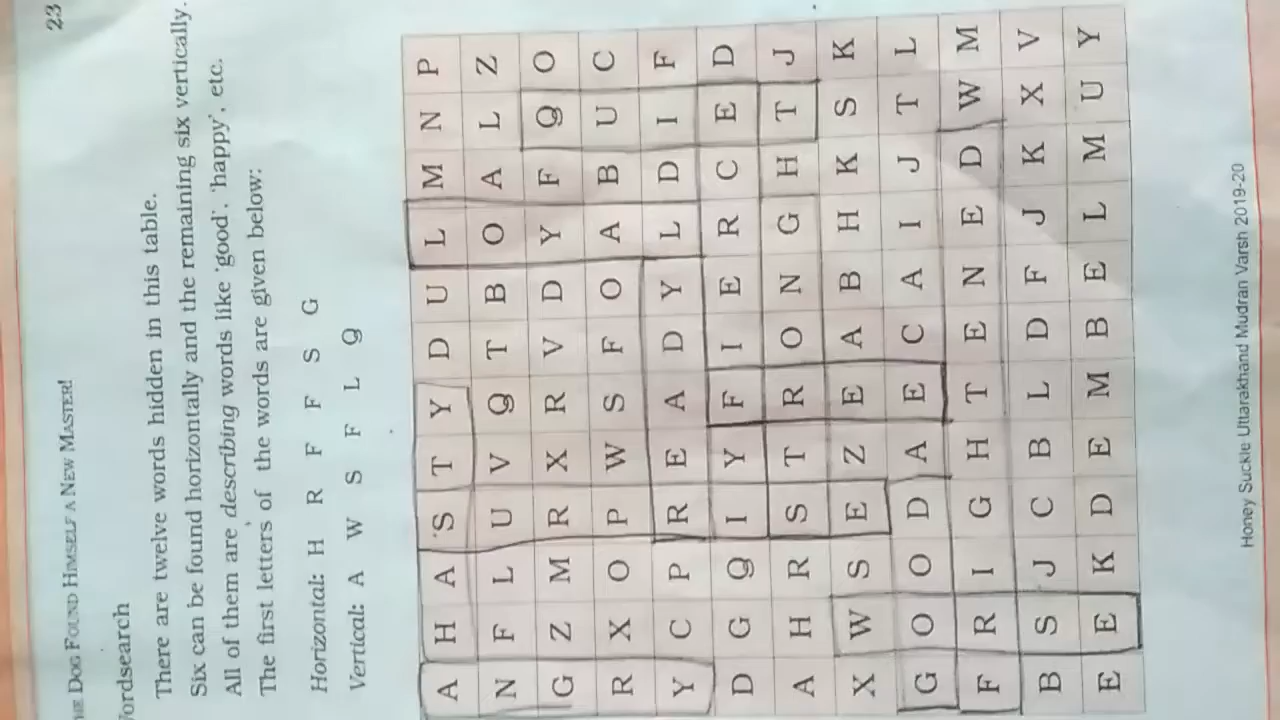 DOG FOUND HIMSELF A NEW MASTER! 23
ordsearch
There are twelve words hidden in this table.
Six can be found horizontally and the remaining six vertically.
All of them are describing words like 'good', 'happy', etc.
The first letters of the words are given below:
Horizontal: H R F F S G
Vertical: A W S F L Q
A H A S T Y D U L M N P
N F L U V Q T B O A L Z
G Z M R X R V D Y F Q O
R X O P W S F O A B U C
Y C P R E A D Y L D I F
D G Q I Y F I E R C E D
A H R S T R O N G H T J
X W S E Z E A B H K S K
G O O D A E C A I J T L
F R I G H T E N E D W M
B S J C B L D F J K X V
E E K D E M B E L M U Y
Honey Suckle Uttarakhand Mudran Varsh 2019-20